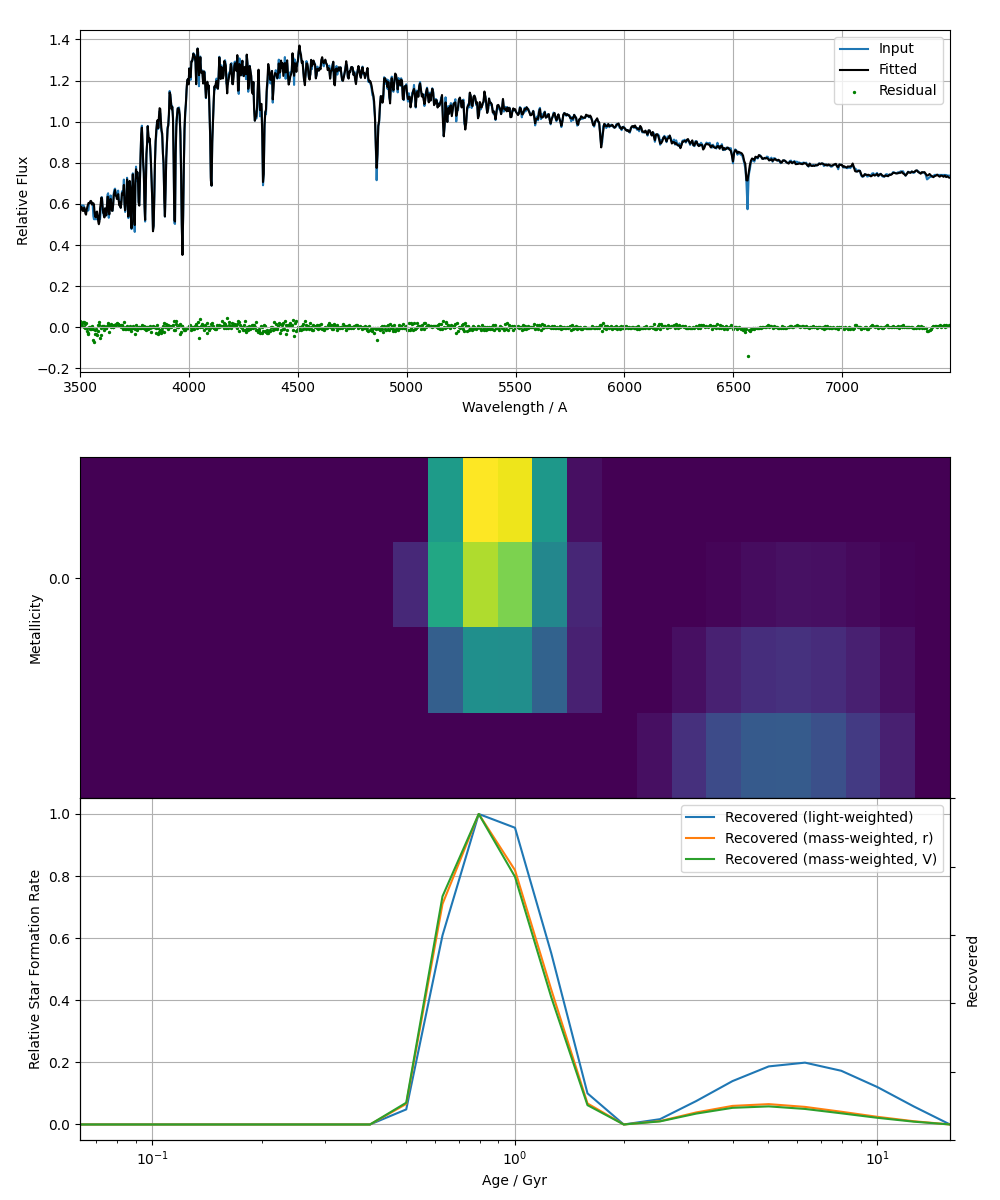 1.4
1.2
1.0
0.8
0.6
0.4
0.2
0.0
−0.2
Relative Flux
Input
Fitted
Residual
3500 4000 4500 5000 5500 6000 6500 7000
Wavelength / A
0.0
Metallicity
1.0
0.8
0.6
0.4
0.2
0.0
Relative Star Formation Rate
Recovered (light-weighted)
Recovered (mass-weighted, r)
Recovered (mass-weighted, V)
Recovered
10⁻¹ 10⁰ 10¹
Age / Gyr